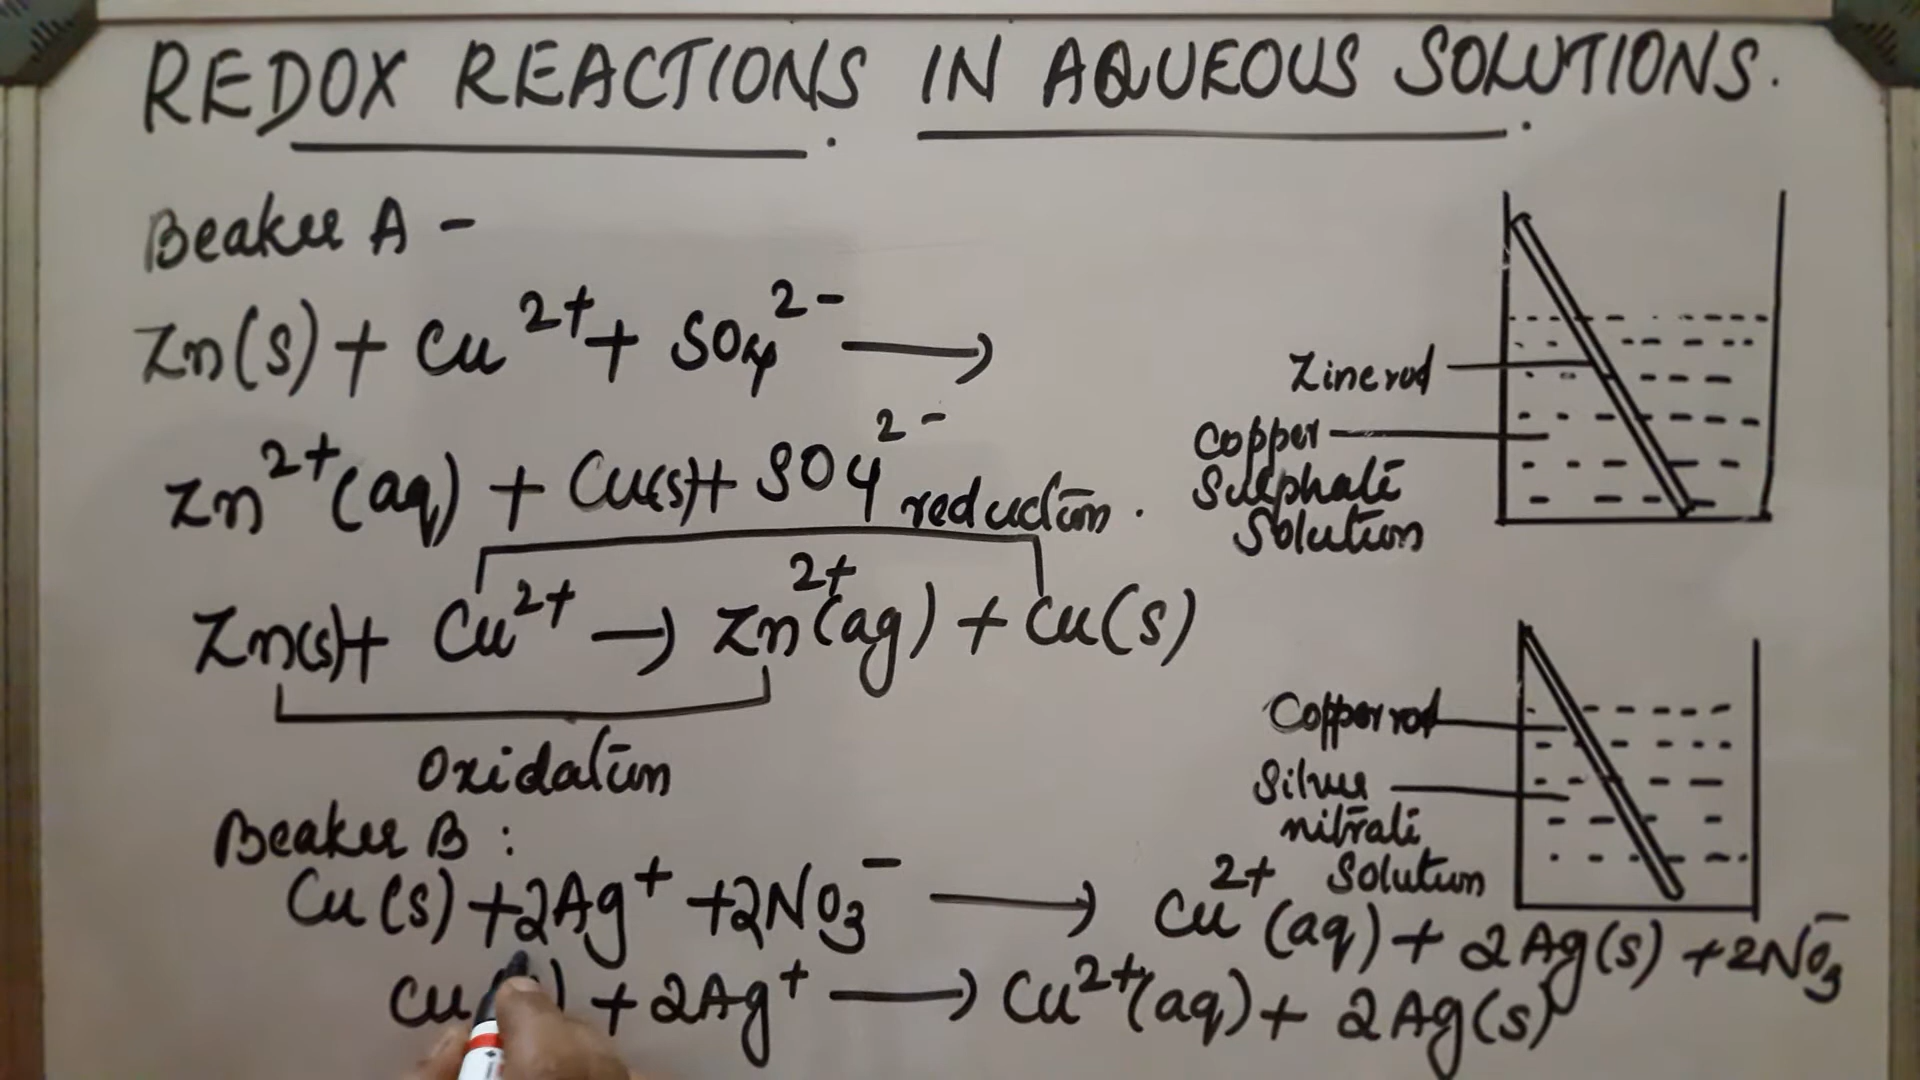 REDOX REACTIONS IN AQUEOUS SOLUTIONS.
Beaker A -
Zn(s) + Cu²⁺ + SO₄²⁻ ⟶
Zn²⁺(aq) + Cu(s) + SO₄²⁻
reduction.
Zn(s) + Cu²⁺ → Zn²⁺(ag) + Cu(s)
Oxidation
Zinc rod
Copper
Sulphate
Solution
Copper rod
Silver
nitrate
Solution
Beaker B :
Cu(s) + 2Ag⁺ + 2NO₃⁻ ⟶ Cu²⁺(aq) + 2Ag(s) + 2NO₃⁻
Cu + 2Ag⁺ ⟶ Cu²⁺(aq) + 2Ag(s)